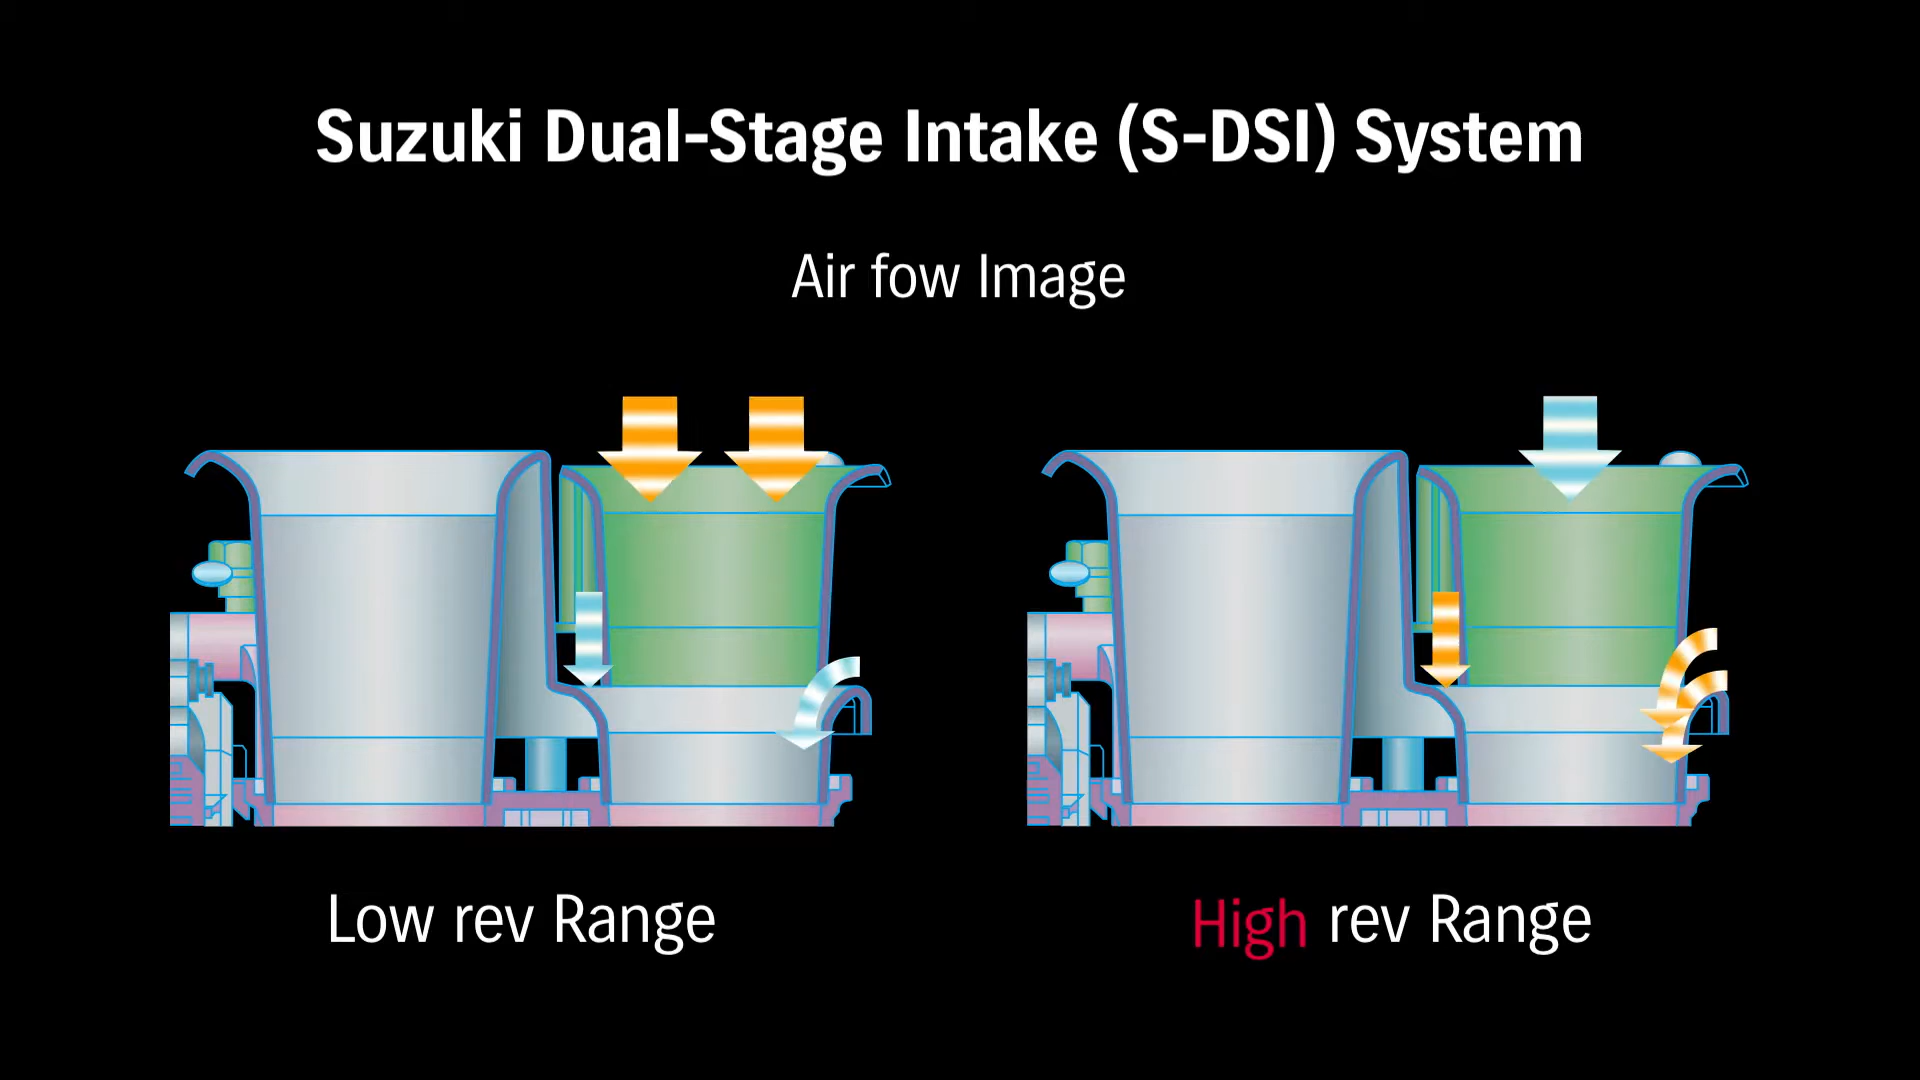 Suzuki Dual-Stage Intake (S-DSI) System
Air fow Image
Low rev Range
High rev Range